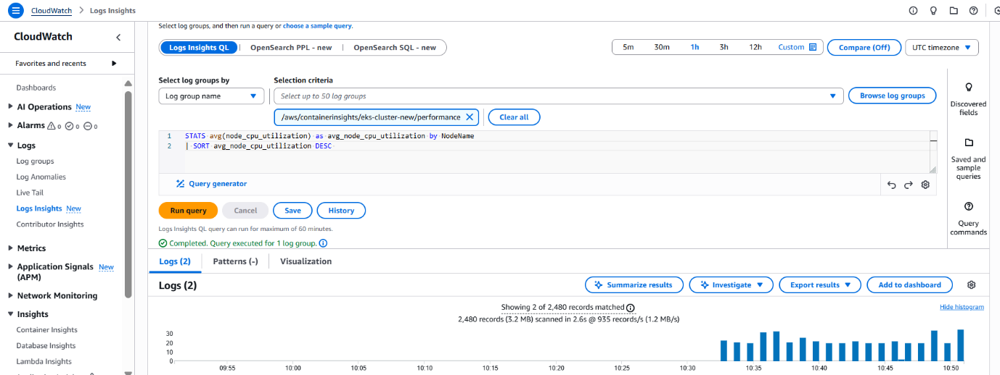 CloudWatch > Logs Insights
CloudWatch
Favorites and recents
Dashboards
AI Operations New
Alarms 0 0 0
Logs
Log groups
Log Anomalies
Live Tail
Logs Insights New
Contributor Insights
Metrics
Application Signals New
(APM)
Network Monitoring
Insights
Container Insights
Database Insights
Lambda Insights
Select log groups, and then run a query or choose a sample query.
Logs Insights QL OpenSearch PPL - new OpenSearch SQL - new
5m 30m 1h 3h 12h Custom Compare (Off) UTC timezone
Select log groups by Selection criteria
Log group name Select up to 50 log groups Browse log groups
/aws/containerinsights/eks-cluster-new/performance Clear all
1 STATS avg(node_cpu_utilization) as avg_node_cpu_utilization by NodeName
2 | SORT avg_node_cpu_utilization DESC
Query generator
Run query Cancel Save History
Logs Insights QL query can run for maximum of 60 minutes.
Completed. Query executed for 1 log group.
Discovered
fields
Saved and
sample
queries
Query
commands
Logs (2) Patterns (-) Visualization
Logs (2) Summarize results Investigate Export results Add to dashboard
Showing 2 of 2,480 records matched
Hide histogram
2,480 records (3.2 MB) scanned in 2.6s @ 935 records/s (1.2 MB/s)
30
20
10
0
09:55 10:00 10:05 10:10 10:15 10:20 10:25 10:30 10:35 10:40 10:45 10:50